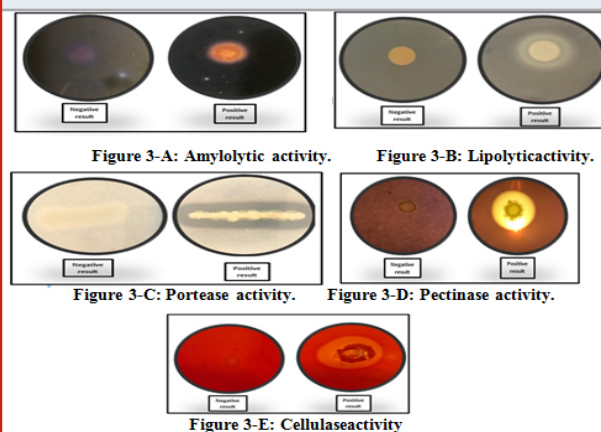 Negative result
Positive result
Negative result
Positive result
Figure 3-A: Amylolytic activity.
Figure 3-B: Lipolyticactivity.
Negative result
Positive result
Negative result
Positive result
Figure 3-C: Portease activity.
Figure 3-D: Pectinase activity.
Negative result
Positive result
Figure 3-E: Cellulaseactivity